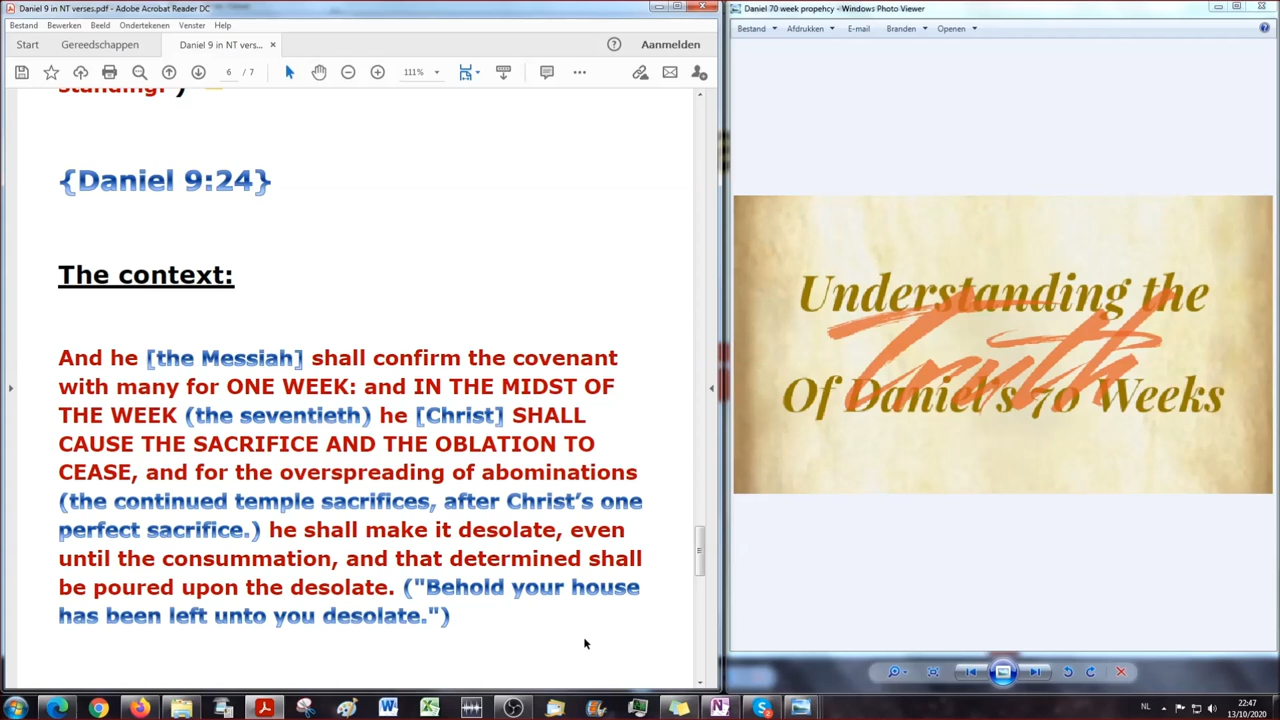 Daniel 9 in NT verses.pdf - Adobe Acrobat Reader DC
Bestand Bewerken Beeld Ondertekenen Venster Help
Start Gereedschappen Daniel 9 in NT vers... × Aanmelden
6 / 7 111%
standing. )
{Daniel 9:24}
The context:
And he [the Messiah] shall confirm the covenant
with many for ONE WEEK: and IN THE MIDST OF
THE WEEK (the seventieth) he [Christ] SHALL
CAUSE THE SACRIFICE AND THE OBLATION TO
CEASE, and for the overspreading of abominations
(the continued temple sacrifices, after Christ’s one
perfect sacrifice.) he shall make it desolate, even
until the consummation, and that determined shall
be poured upon the desolate. ("Behold your house
has been left unto you desolate.")
Daniel 70 week propehcy - Windows Photo Viewer
Bestand Afdrukken E-mail Branden Openen
Understanding the
Truth
Of Daniel's 70 Weeks
NL 22:47
13/10/2020